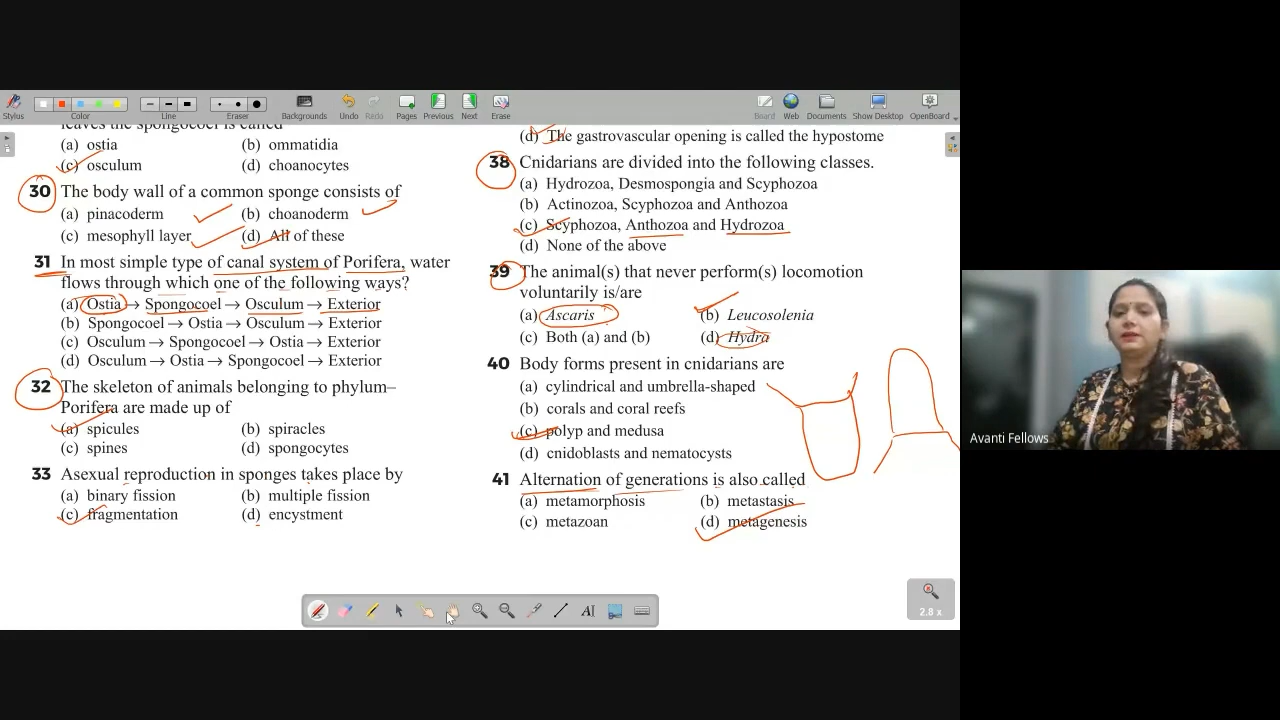 Stylus
Color
Line
Eraser
Backgrounds
Undo
Redo
Pages
Previous
Next
Erase
Board
Web
Documents
Show Desktop
OpenBoard
leaves the spongocoel is called
(a) ostia (b) ommatidia
(c) osculum (d) choanocytes
30 The body wall of a common sponge consists of
(a) pinacoderm (b) choanoderm
(c) mesophyll layer (d) All of these
31 In most simple type of canal system of Porifera, water
flows through which one of the following ways?
(a) Ostia → Spongocoel → Osculum → Exterior
(b) Spongocoel → Ostia → Osculum → Exterior
(c) Osculum → Spongocoel → Ostia → Exterior
(d) Osculum → Ostia → Spongocoel → Exterior
32 The skeleton of animals belonging to phylum–
Porifera are made up of
(a) spicules (b) spiracles
(c) spines (d) spongocytes
33 Asexual reproduction in sponges takes place by
(a) binary fission (b) multiple fission
(c) fragmentation (d) encystment
(d) The gastrovascular opening is called the hypostome
38 Cnidarians are divided into the following classes.
(a) Hydrozoa, Desmospongia and Scyphozoa
(b) Actinozoa, Scyphozoa and Anthozoa
(c) Scyphozoa, Anthozoa and Hydrozoa
(d) None of the above
39 The animal(s) that never perform(s) locomotion
voluntarily is/are
(a) Ascaris (b) Leucosolenia
(c) Both (a) and (b) (d) Hydra
40 Body forms present in cnidarians are
(a) cylindrical and umbrella-shaped
(b) corals and coral reefs
(c) polyp and medusa
(d) cnidoblasts and nematocysts
41 Alternation of generations is also called
(a) metamorphosis (b) metastasis
(c) metazoan (d) metagenesis
2.8 x
Avanti Fellows